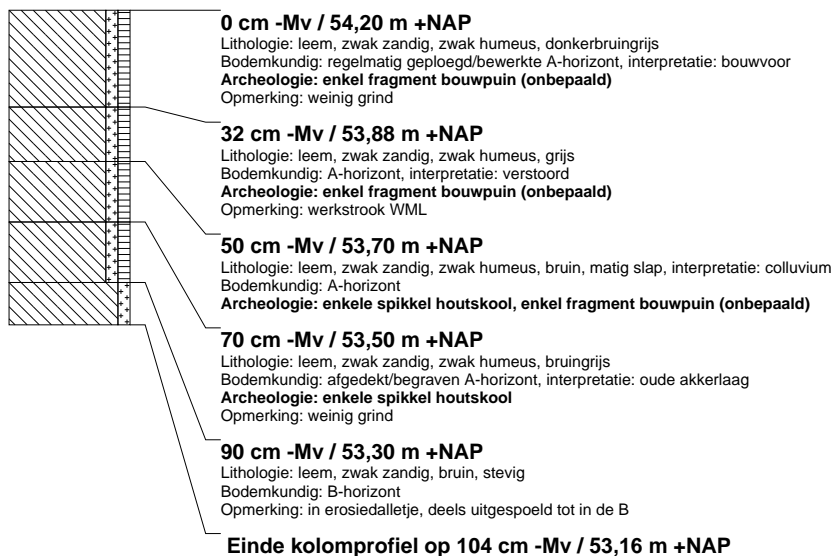 0 cm -Mv / 54,20 m +NAP
Lithologie: leem, zwak zandig, zwak humeus, donkerbruingrijs
Bodemkundig: regelmatig geploegd/bewerkte A-horizont, interpretatie: bouwvoor
Archeologie: enkel fragment bouwpuin (onbepaald)
Opmerking: weinig grind
32 cm -Mv / 53,88 m +NAP
Lithologie: leem, zwak zandig, zwak humeus, grijs
Bodemkundig: A-horizont, interpretatie: verstoord
Archeologie: enkel fragment bouwpuin (onbepaald)
Opmerking: werkstrook WML
50 cm -Mv / 53,70 m +NAP
Lithologie: leem, zwak zandig, zwak humeus, bruin, matig slap, interpretatie: colluvium
Bodemkundig: A-horizont
Archeologie: enkele spikkel houtskool, enkel fragment bouwpuin (onbepaald)
70 cm -Mv / 53,50 m +NAP
Lithologie: leem, zwak zandig, zwak humeus, bruingrijs
Bodemkundig: afgedekt/begraven A-horizont, interpretatie: oude akkerlaag
Archeologie: enkele spikkel houtskool
Opmerking: weinig grind
90 cm -Mv / 53,30 m +NAP
Lithologie: leem, zwak zandig, bruin, stevig
Bodemkundig: B-horizont
Opmerking: in erosiedalletje, deels uitgespoeld tot in de B
Einde kolomprofiel op 104 cm -Mv / 53,16 m +NAP